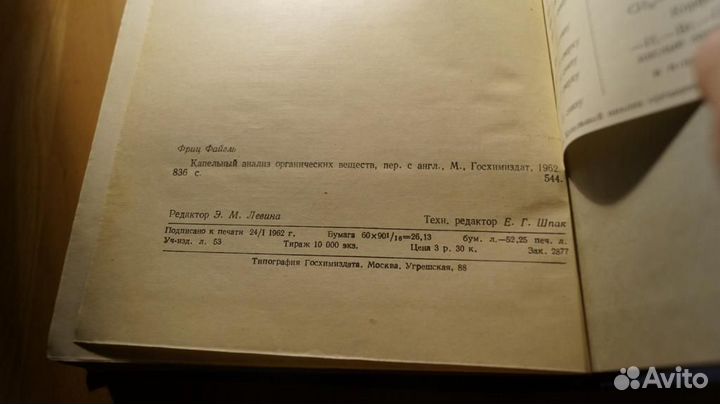 Фриц Файгль
Капельный анализ органических веществ, пер. с англ., М., Госхимиздат, 1962,
836 с. 544.
Редактор Э. М. Левина Техн. редактор Е. Г. Шпак
Подписано к печати 24/I 1962 г. Бумага 60×90¹/₁₆=26,13 бум. л.—52,25 печ. л.
Уч-изд. л. 53 Тираж 10 000 экз. Цена 3 р. 30 к. Зак. 2877
Типография Госхимиздата. Москва. Угрешская, 88
Avito